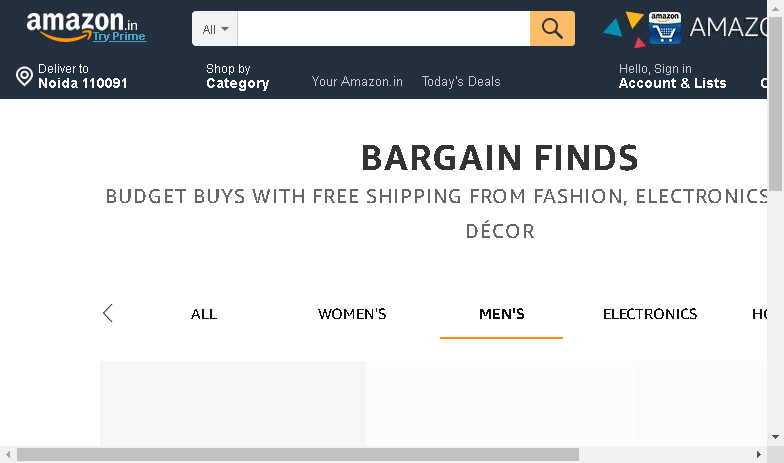 amazon.in
Try Prime
All
amazon
AMAZO
Deliver to
Noida 110091
Shop by
Category
Your Amazon.in
Today's Deals
Hello, Sign in
Account & Lists
BARGAIN FINDS
BUDGET BUYS WITH FREE SHIPPING FROM FASHION, ELECTRONICS
DÉCOR
ALL
WOMEN'S
MEN'S
ELECTRONICS
HO